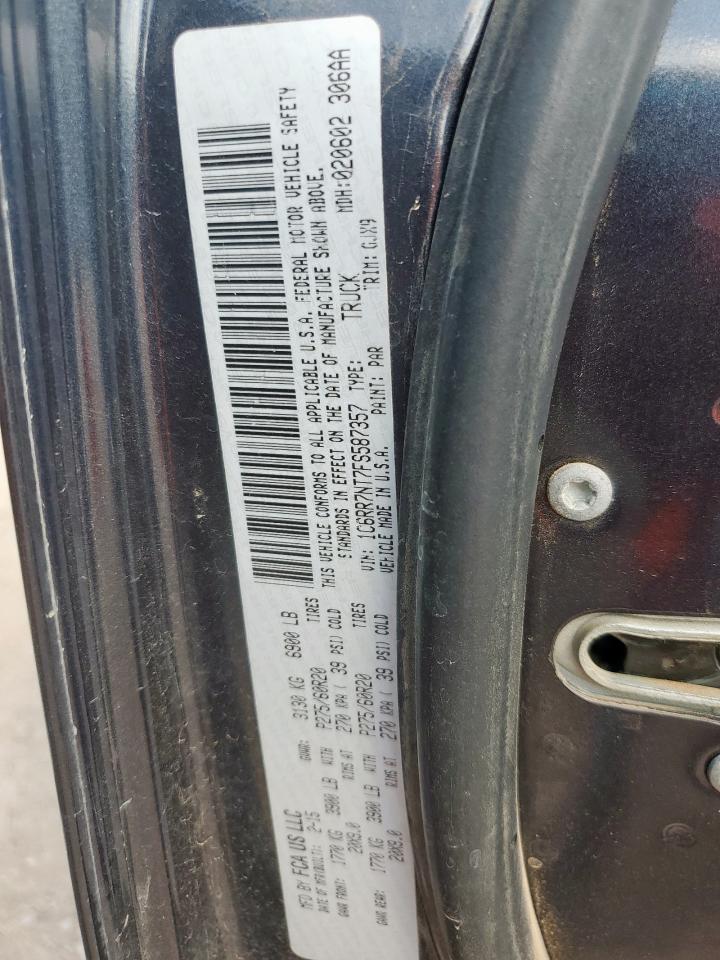 MFD BY FCA US LLC
DATE OF MFR(BUILT): 2-15 GVWR: 3130 KG 6900 LB
GAWR FRONT: 1770 KG 3900 LB WITH P275/60R20 TIRES
20X9.0 RIMS AT 270 KPA ( 39 PSI) COLD
GAWR REAR: 1770 KG 3900 LB WITH P275/60R20 TIRES
20X9.0 RIMS AT 270 KPA ( 39 PSI) COLD
THIS VEHICLE CONFORMS TO ALL APPLICABLE U.S.A. FEDERAL MOTOR VEHICLE SAFETY
STANDARDS IN EFFECT ON THE DATE OF MANUFACTURE SHOWN ABOVE.
VIN: 1C6RR7NT7FS587357 TYPE: TRUCK MDH:020602 306AA
VEHICLE MADE IN U.S.A. PAINT: PAR TRIM: GJX9